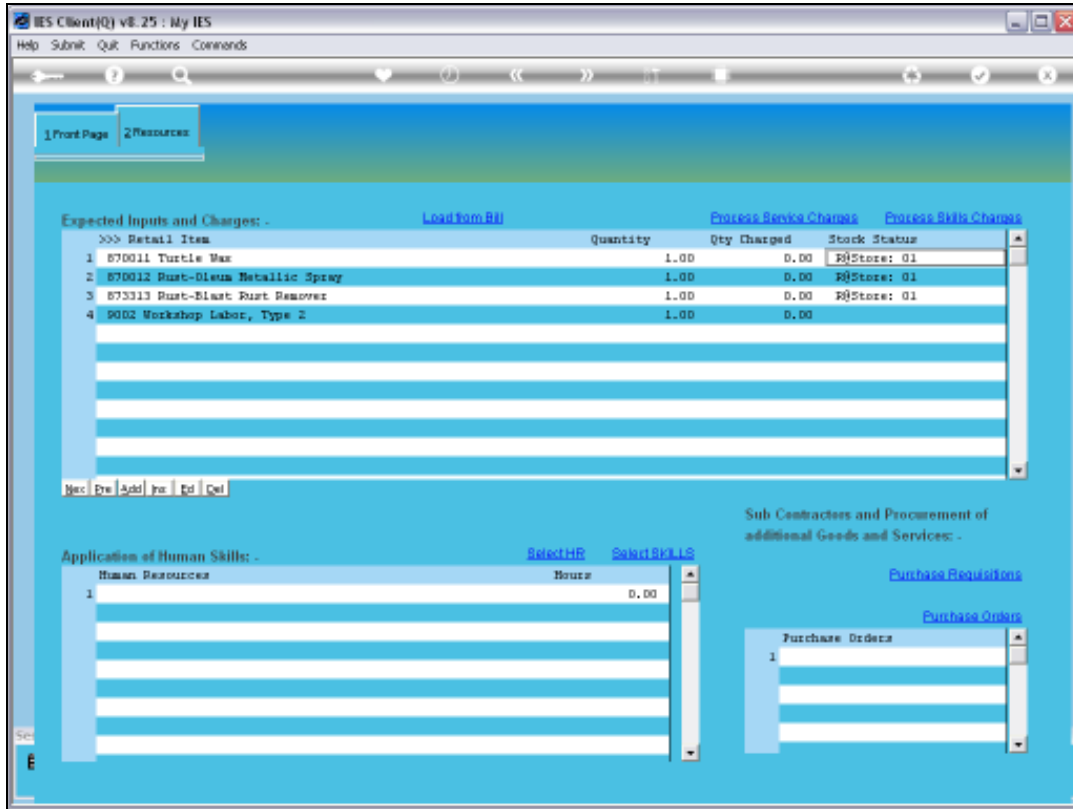 IES Client(Q) v8.25 : My IES
Help Submit Quit Functions Commands
1 Front Page 2 Resources
Expected Inputs and Charges: - Load from Bill Process Service Charges Process Skills Charges
>>> Retail Item Quantity Qty Charged Stock Status
1 870011 Turtle Wax 1.00 0.00 R@Store: 01
2 870012 Rust-Oleum Metallic Spray 1.00 0.00 R@Store: 01
3 873313 Rust-Blast Rust Remover 1.00 0.00 R@Store: 01
4 9002 Workshop Labor, Type 2 1.00 0.00
Nex Pre Add Ins Ed Del
Sub Contractors and Procurement of
additional Goods and Services: -
Application of Human Skills: - Select HR Select SKILLS
Human Resources Hours
Purchase Requisitions
1 0.00
Purchase Orders
Purchase Orders
1